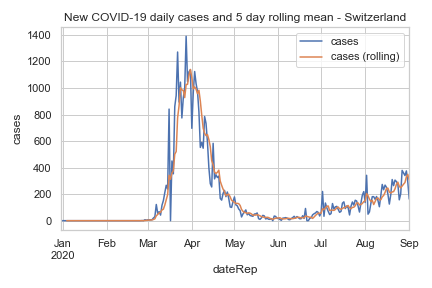 New COVID-19 daily cases and 5 day rolling mean - Switzerland
cases
cases (rolling)
1400
1200
1000
800
600
400
200
0
cases
Jan Feb Mar Apr May Jun Jul Aug Sep
2020
dateRep